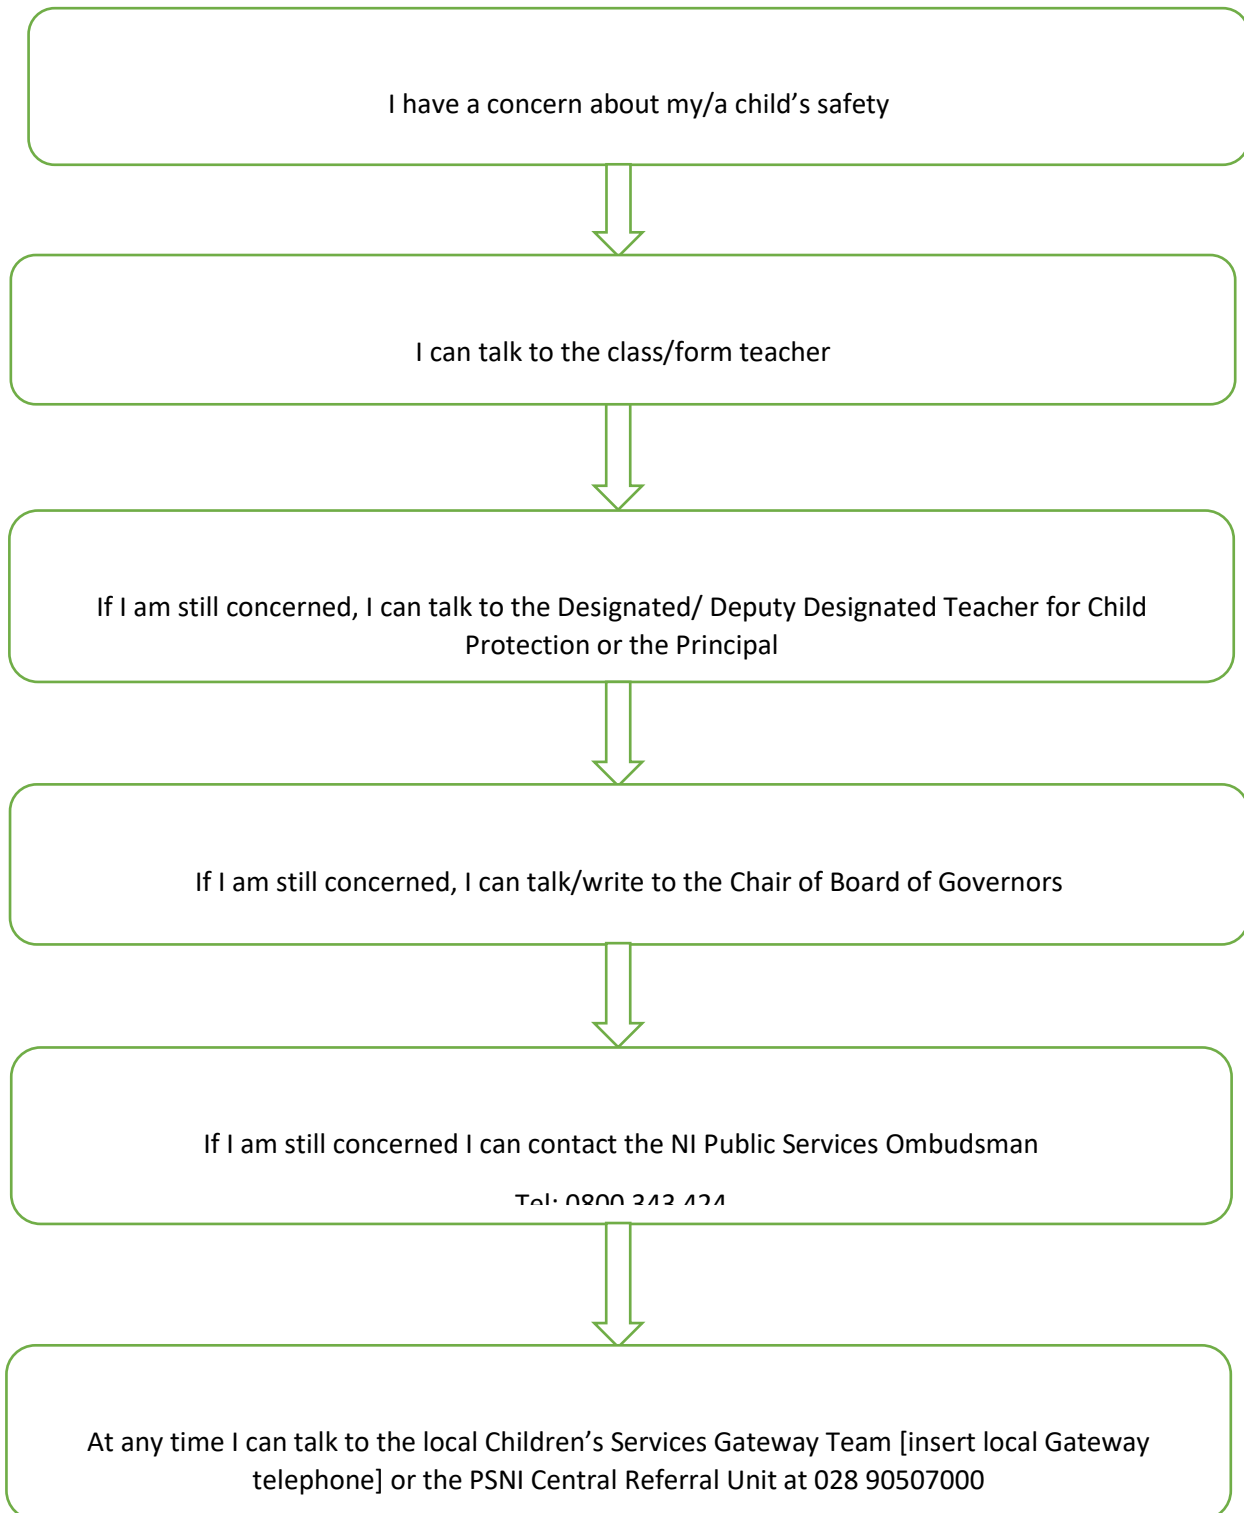 I have a concern about my/a child’s safety
I can talk to the class/form teacher
If I am still concerned, I can talk to the Designated/ Deputy Designated Teacher for Child
Protection or the Principal
If I am still concerned, I can talk/write to the Chair of Board of Governors
If I am still concerned I can contact the NI Public Services Ombudsman
Tel: 0800 343 424
At any time I can talk to the local Children’s Services Gateway Team [insert local Gateway
telephone] or the PSNI Central Referral Unit at 028 90507000